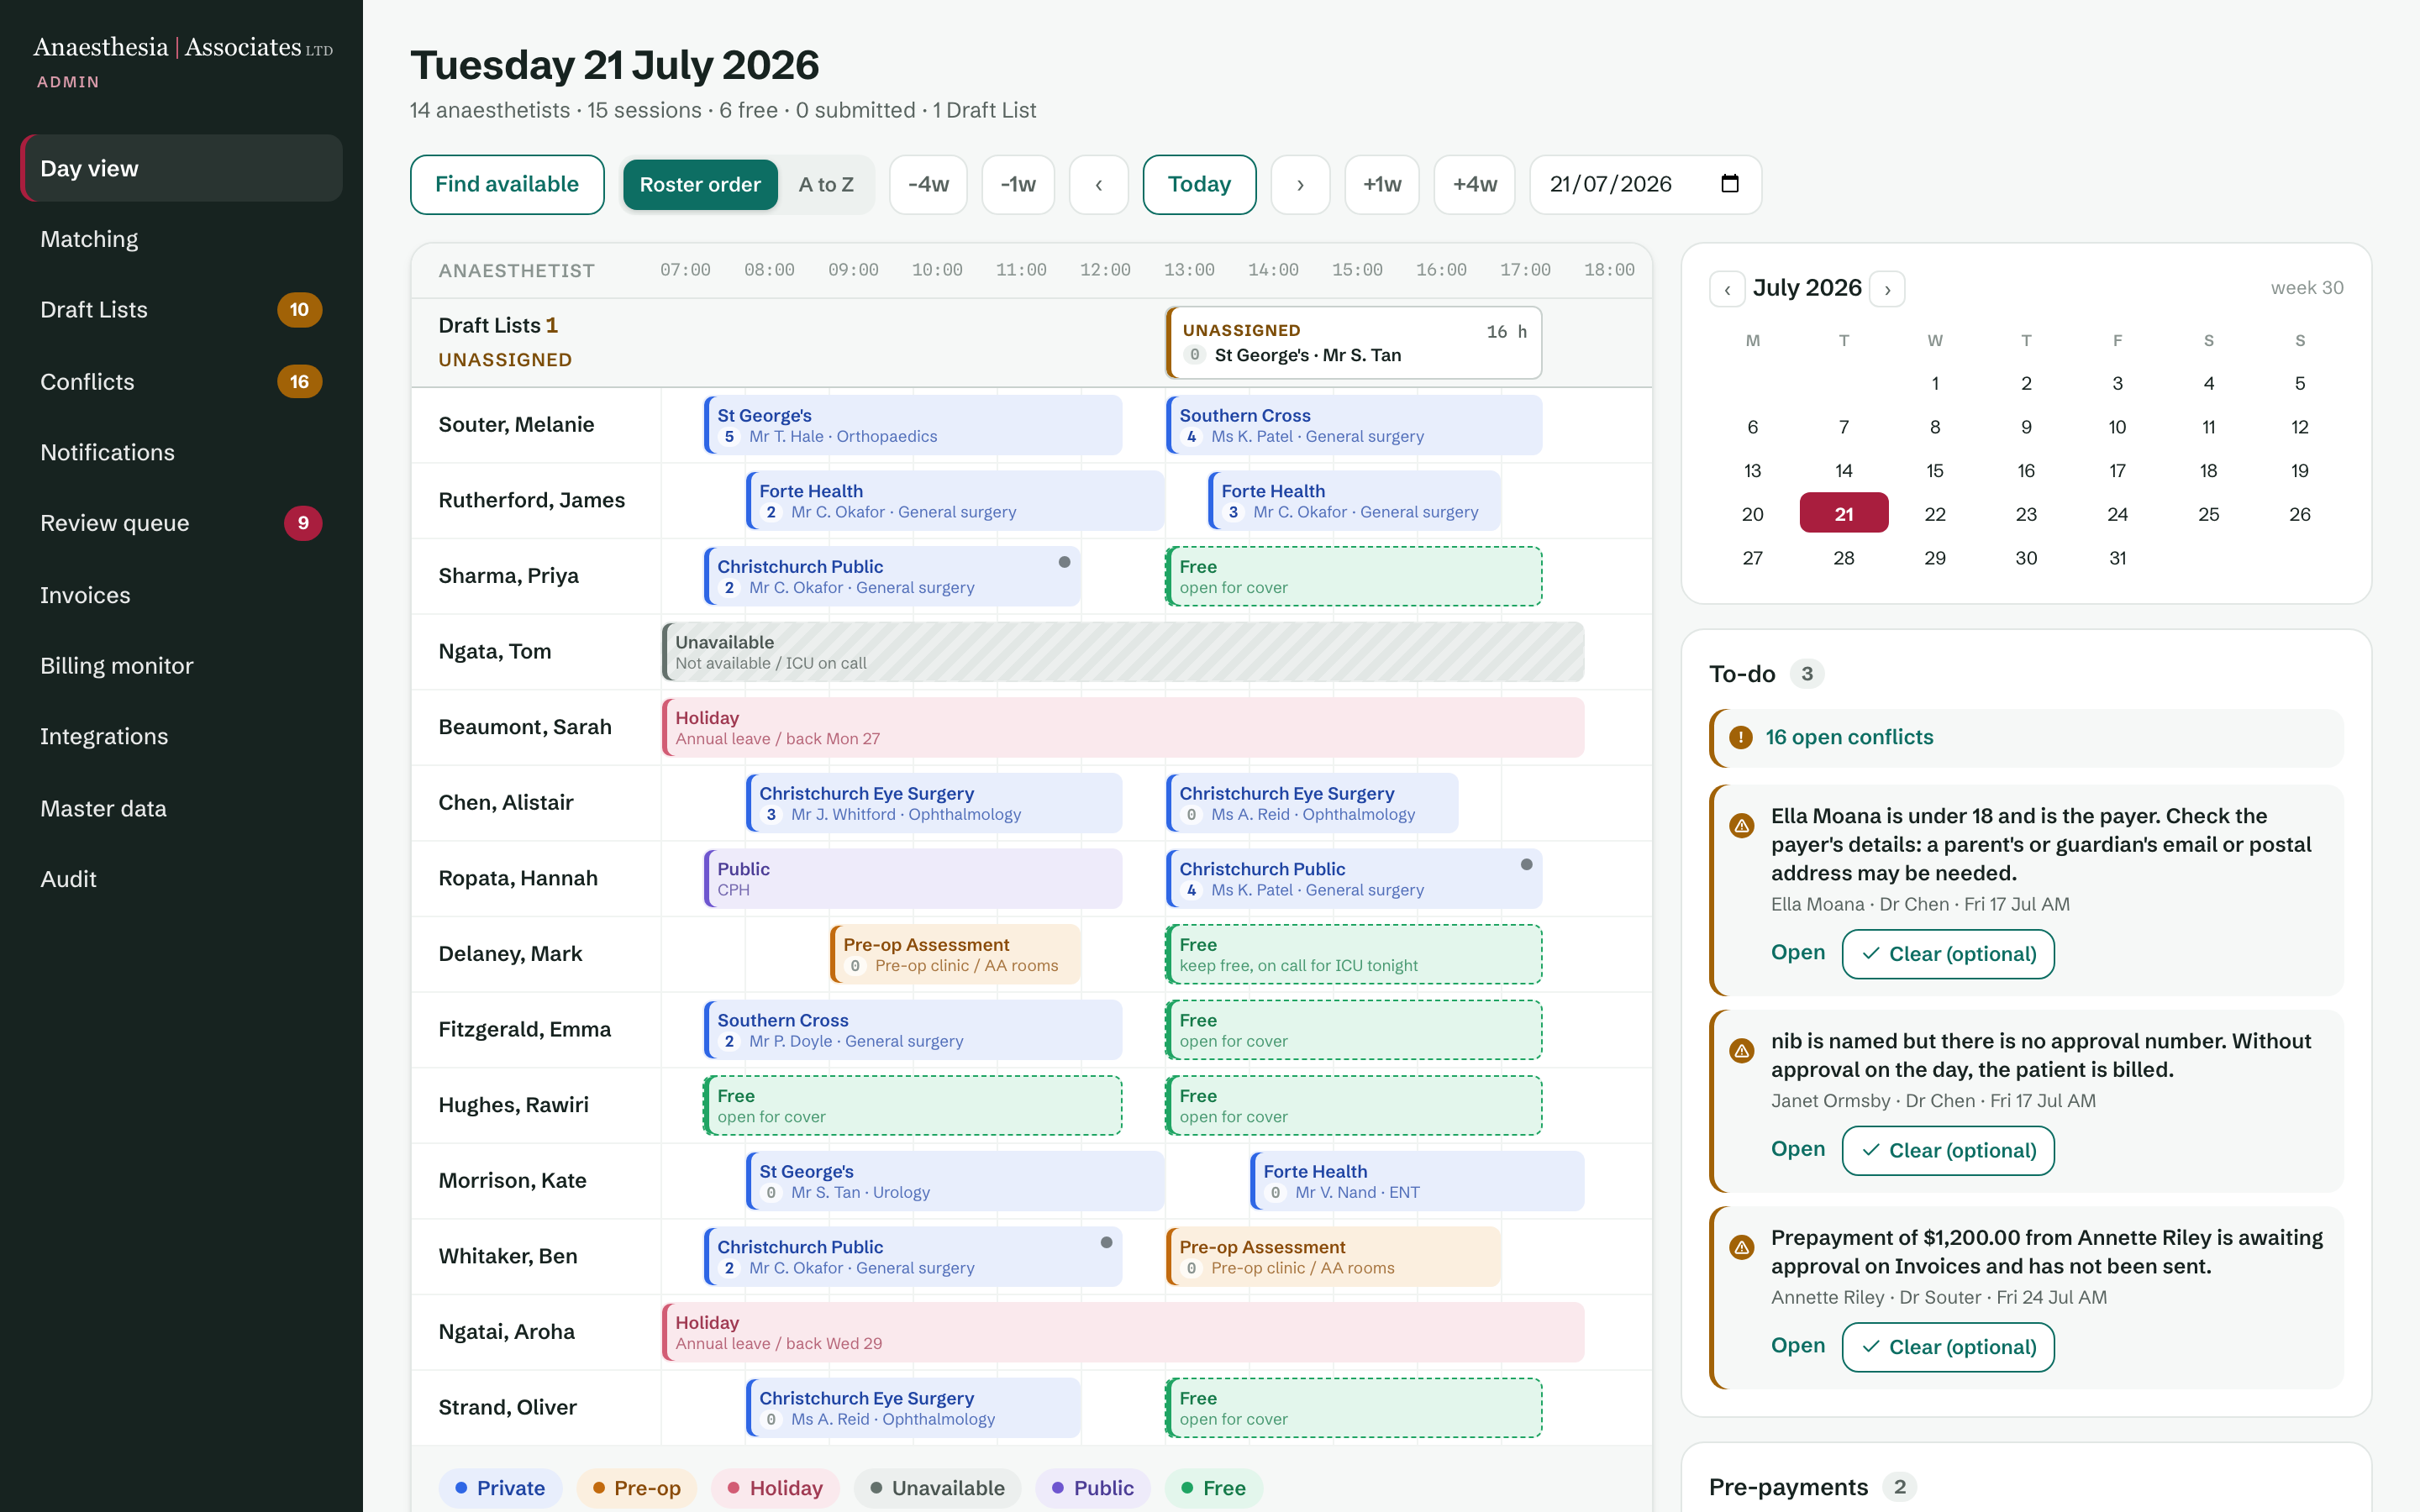 Anaesthesia | Associates LTD
ADMIN
Day view
Matching
Draft Lists 10
Conflicts 16
Notifications
Review queue 9
Invoices
Billing monitor
Integrations
Master data
Audit
Tuesday 21 July 2026
14 anaesthetists · 15 sessions · 6 free · 0 submitted · 1 Draft List
Find available Roster order A to Z -4w -1w ‹ Today › +1w +4w 21/07/2026
ANAESTHETIST 07:00 08:00 09:00 10:00 11:00 12:00 13:00 14:00 15:00 16:00 17:00 18:00
Draft Lists 1
UNASSIGNED
UNASSIGNED 16 h
0 St George's · Mr S. Tan
Souter, Melanie
St George's
5 Mr T. Hale · Orthopaedics
Southern Cross
4 Ms K. Patel · General surgery
Rutherford, James
Forte Health
2 Mr C. Okafor · General surgery
Forte Health
3 Mr C. Okafor · General surgery
Sharma, Priya
Christchurch Public
2 Mr C. Okafor · General surgery
Free
open for cover
Ngata, Tom
Unavailable
Not available / ICU on call
Beaumont, Sarah
Holiday
Annual leave / back Mon 27
Chen, Alistair
Christchurch Eye Surgery
3 Mr J. Whitford · Ophthalmology
Christchurch Eye Surgery
0 Ms A. Reid · Ophthalmology
Ropata, Hannah
Public
CPH
Christchurch Public
4 Ms K. Patel · General surgery
Delaney, Mark
Pre-op Assessment
0 Pre-op clinic / AA rooms
Free
keep free, on call for ICU tonight
Fitzgerald, Emma
Southern Cross
2 Mr P. Doyle · General surgery
Free
open for cover
Hughes, Rawiri
Free
open for cover
Free
open for cover
Morrison, Kate
St George's
0 Mr S. Tan · Urology
Forte Health
0 Mr V. Nand · ENT
Whitaker, Ben
Christchurch Public
2 Mr C. Okafor · General surgery
Pre-op Assessment
0 Pre-op clinic / AA rooms
Ngatai, Aroha
Holiday
Annual leave / back Wed 29
Strand, Oliver
Christchurch Eye Surgery
0 Ms A. Reid · Ophthalmology
Free
open for cover
Private Pre-op Holiday Unavailable Public Free
‹ July 2026 › week 30
M T W T F S S
1 2 3 4 5
6 7 8 9 10 11 12
13 14 15 16 17 18 19
20 21 22 23 24 25 26
27 28 29 30 31
To-do 3
16 open conflicts
Ella Moana is under 18 and is the payer. Check the
payer's details: a parent's or guardian's email or postal
address may be needed.
Ella Moana · Dr Chen · Fri 17 Jul AM
Open Clear (optional)
nib is named but there is no approval number. Without
approval on the day, the patient is billed.
Janet Ormsby · Dr Chen · Fri 17 Jul AM
Open Clear (optional)
Prepayment of $1,200.00 from Annette Riley is awaiting
approval on Invoices and has not been sent.
Annette Riley · Dr Souter · Fri 24 Jul AM
Open Clear (optional)
Pre-payments 2